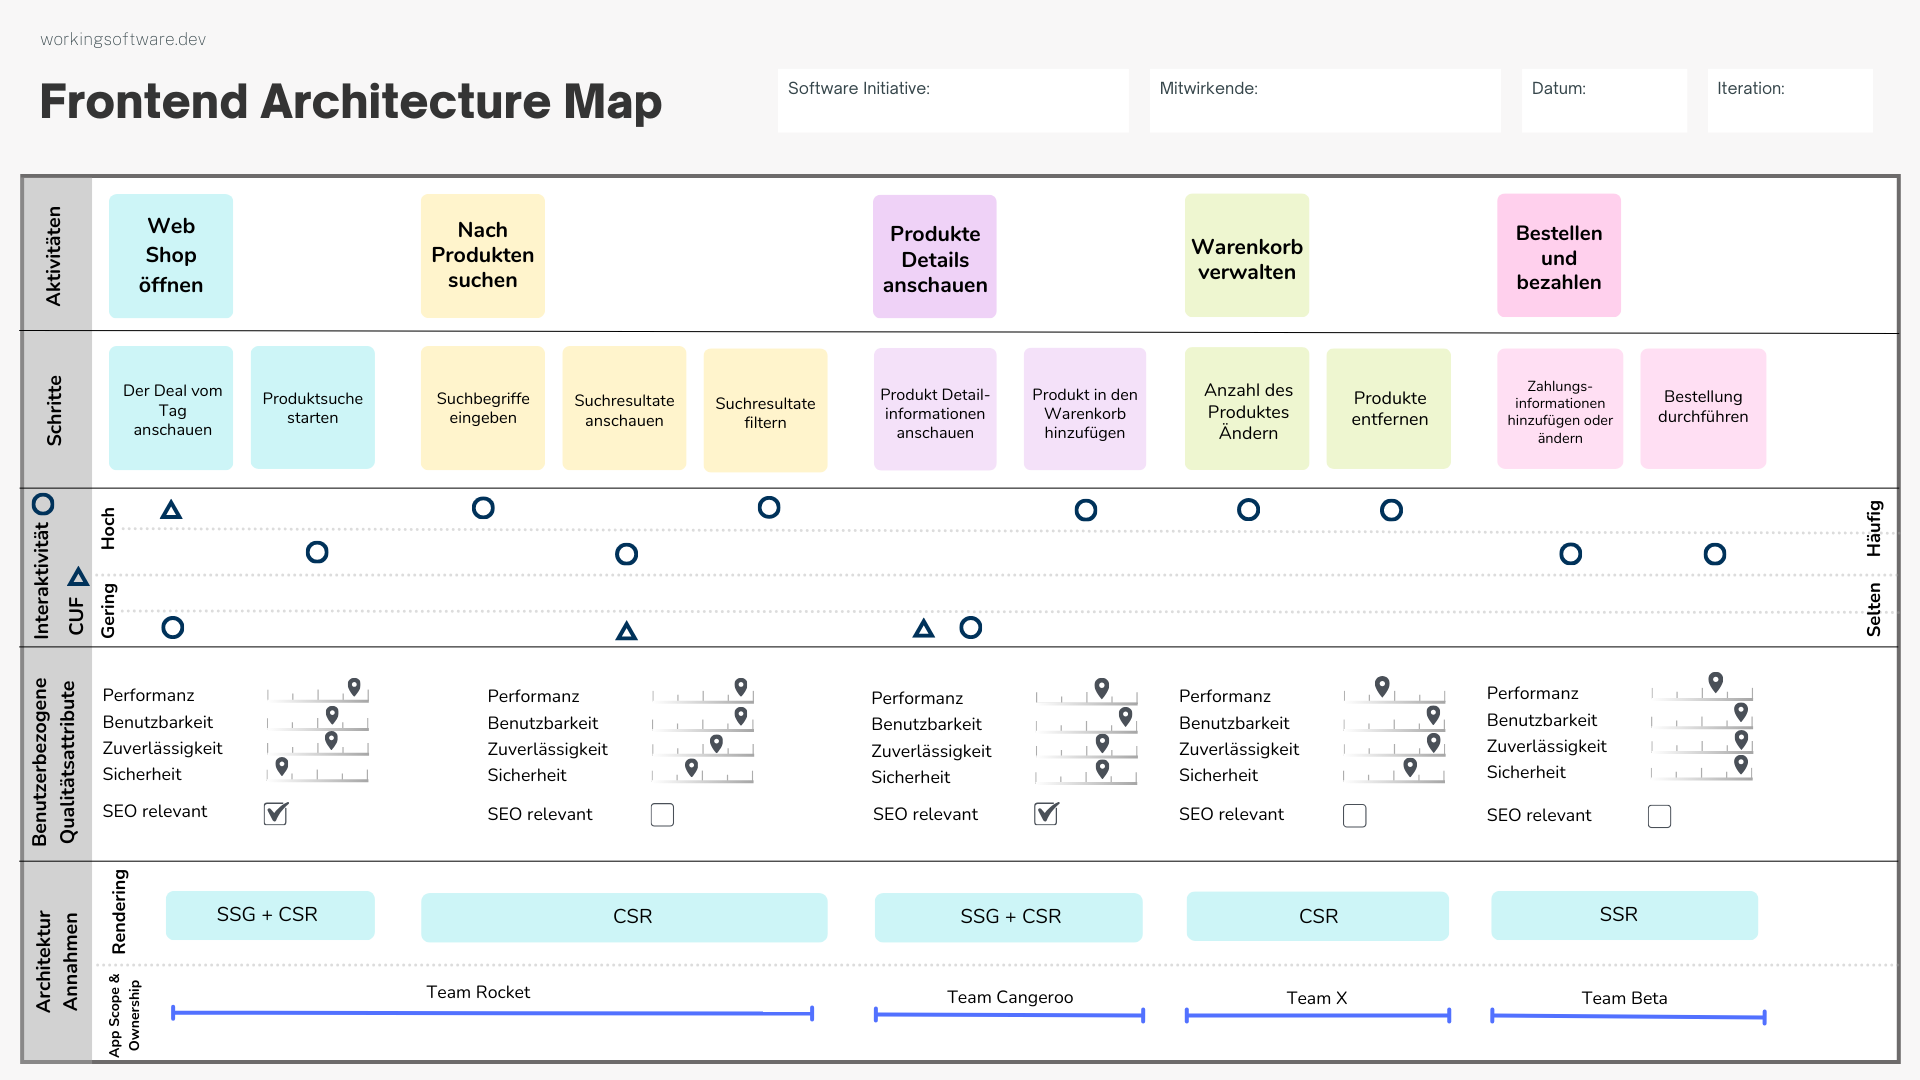 workingsoftware.dev
Frontend Architecture Map
Software Initiative:
Mitwirkende:
Datum:
Iteration:
Aktivitäten
Web
Shop
öffnen
Nach
Produkten
suchen
Produkte
Details
anschauen
Warenkorb
verwalten
Bestellen
und
bezahlen
Schritte
Der Deal vom
Tag
anschauen
Produktsuche
starten
Suchbegriffe
eingeben
Suchresultate
anschauen
Suchresultate
filtern
Produkt Detail-
informationen
anschauen
Produkt in den
Warenkorb
hinzufügen
Anzahl des
Produktes
Ändern
Produkte
entfernen
Zahlungs-
informationen
hinzufügen oder
ändern
Bestellung
durchführen
Interaktivität
CUF
Hoch
Gering
Häufig
Selten
Benutzerbezogene
Qualitätsattribute
Performanz
Benutzbarkeit
Zuverlässigkeit
Sicherheit
SEO relevant
Performanz
Benutzbarkeit
Zuverlässigkeit
Sicherheit
SEO relevant
Performanz
Benutzbarkeit
Zuverlässigkeit
Sicherheit
SEO relevant
Performanz
Benutzbarkeit
Zuverlässigkeit
Sicherheit
SEO relevant
Performanz
Benutzbarkeit
Zuverlässigkeit
Sicherheit
SEO relevant
Architektur
Annahmen
Rendering
SSG + CSR
CSR
SSG + CSR
CSR
SSR
App Scope &
Ownership
Team Rocket
Team Cangeroo
Team X
Team Beta